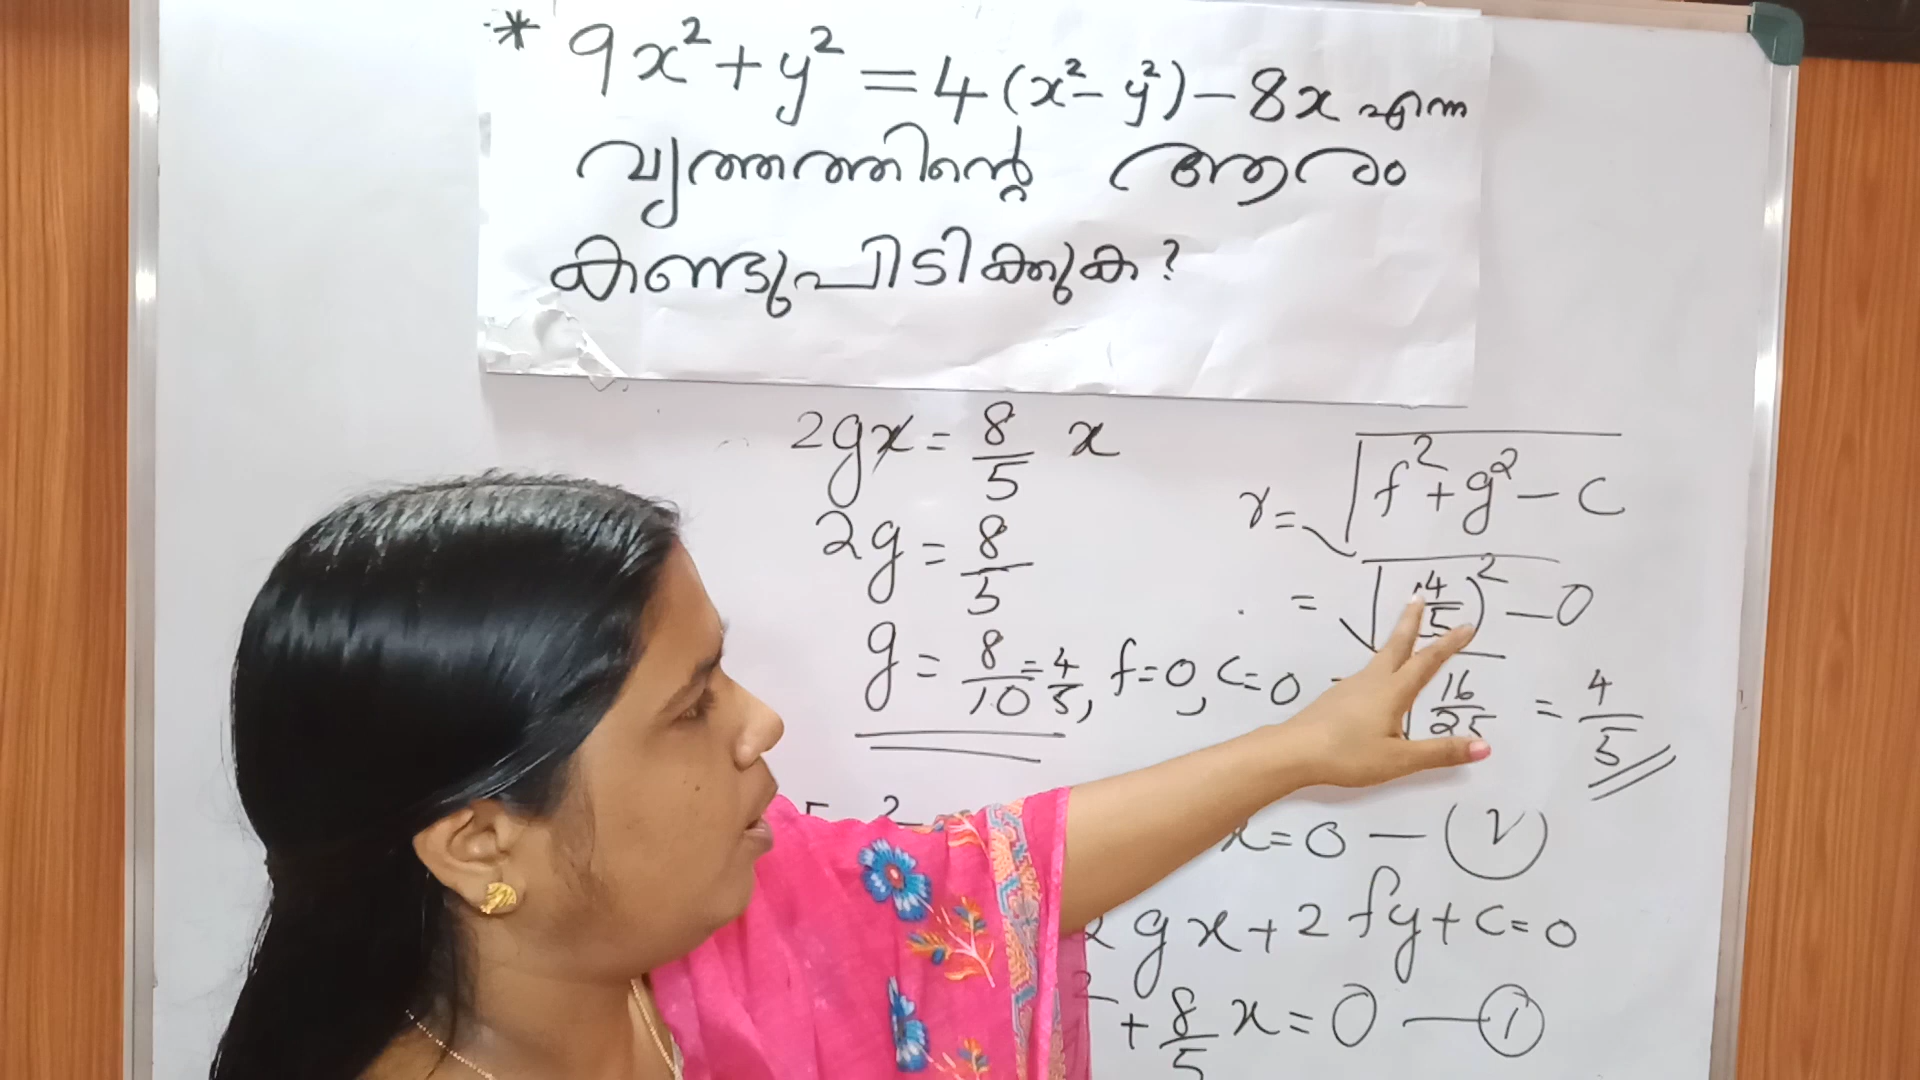 * 9x² + y² = 4(x² - y²) - 8x എന്ന
വൃത്തത്തിന്റെ ആരം
കണ്ടുപിടിക്കുക?
2gx = 8/5 x
2g = 8/5
g = 8/10 = 4/5, f=0, c=0
r = √(f² + g² - c)
= √((4/5)² - 0)
√(16/25) = 4/5
x = 0 — (2)
2gx + 2fy + c = 0
+ 8/5 x = 0 — (1)